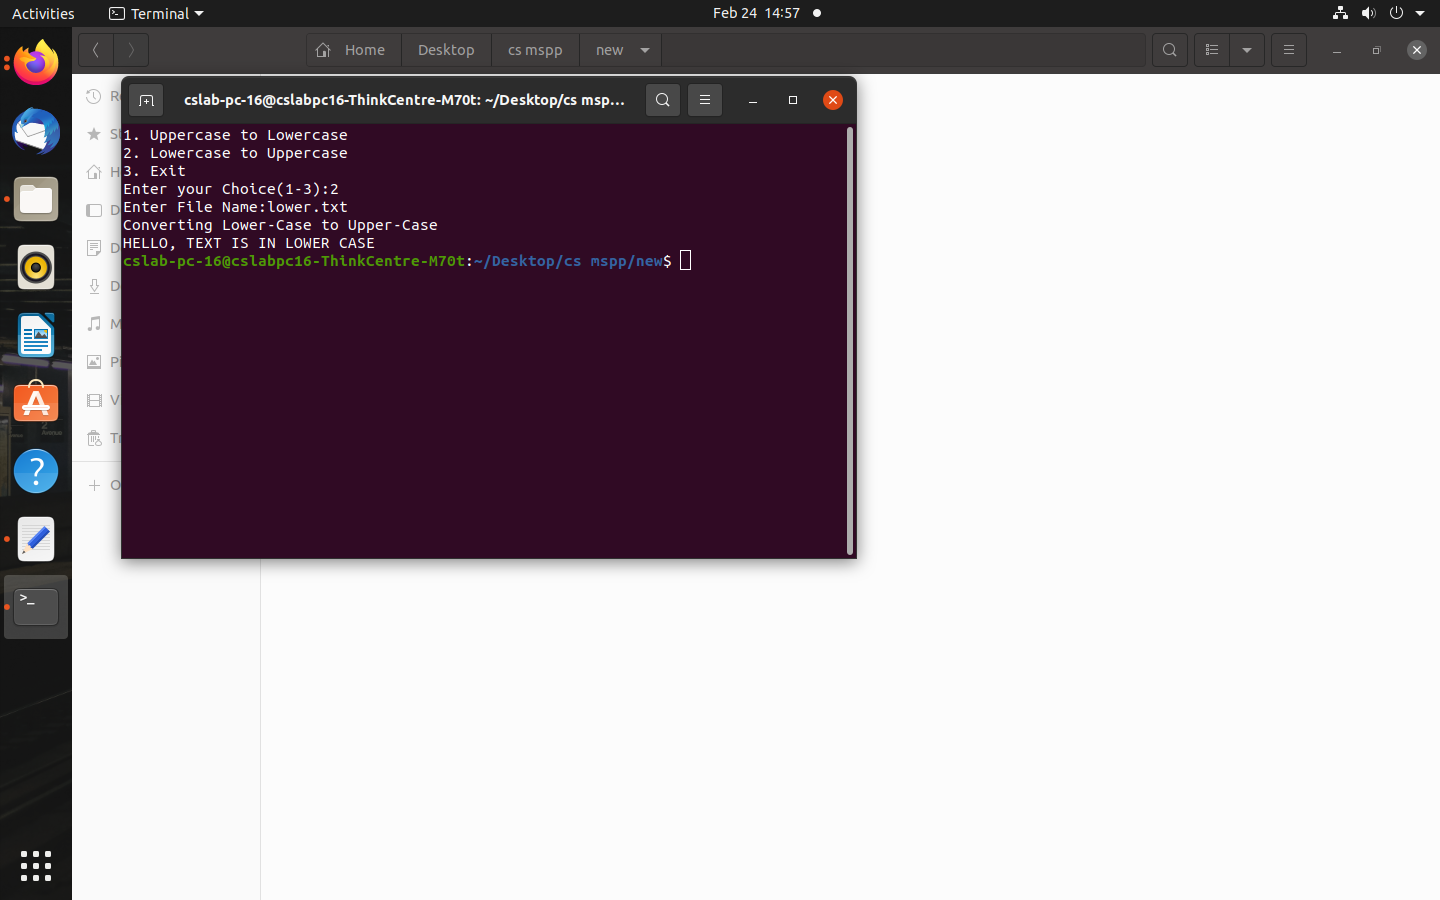 Activities
Terminal
Feb 24 14:57
Home
Desktop
cs mspp
new
cslab-pc-16@cslabpc16-ThinkCentre-M70t: ~/Desktop/cs msp...
1. Uppercase to Lowercase
2. Lowercase to Uppercase
3. Exit
Enter your Choice(1-3):2
Enter File Name:lower.txt
Converting Lower-Case to Upper-Case
HELLO, TEXT IS IN LOWER CASE
cslab-pc-16@cslabpc16-ThinkCentre-M70t:~/Desktop/cs mspp/new$